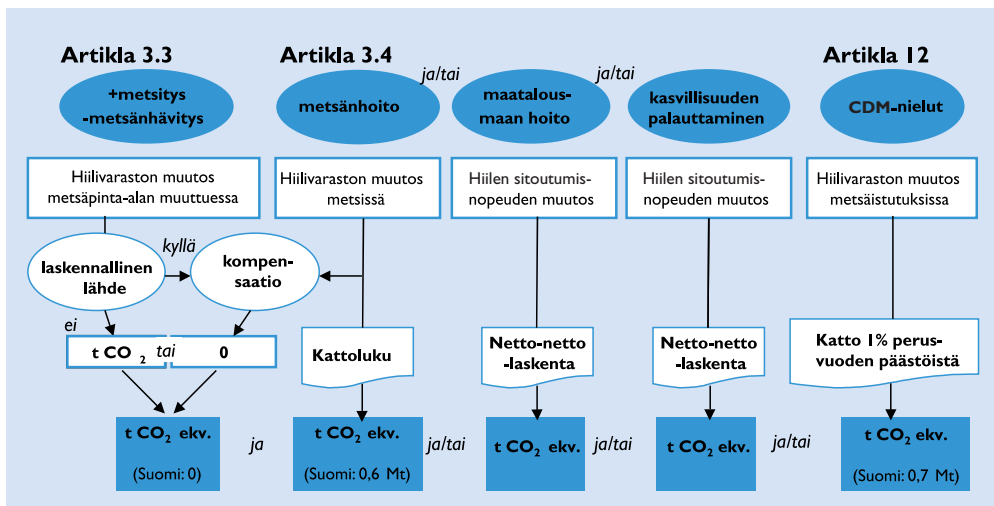 Artikla 3.3
Artikla 3.4
Artikla 12
+metsitys
-metsänhävitys
metsänhoito
ja/tai
maatalous-
maan hoito
ja/tai
kasvillisuuden
palauttaminen
CDM-nielut
Hiilivaraston muutos
metsäpinta-alan muuttuessa
Hiilivaraston muutos
metsissä
Hiilen sitoutumis-
nopeuden muutos
Hiilen sitoutumis-
nopeuden muutos
Hiilivaraston muutos
metsäistutuksissa
laskennallinen
lähde
kyllä
kompen-
saatio
ei
t CO₂
tai
0
Kattoluku
Netto-netto
-laskenta
Netto-netto
-laskenta
Katto 1% perus-
vuoden päästöistä
t CO₂ ekv.
(Suomi: 0)
ja
t CO₂ ekv.
(Suomi: 0,6 Mt)
ja/tai
t CO₂ ekv.
ja/tai
t CO₂ ekv.
ja/tai
t CO₂ ekv.
(Suomi: 0,7 Mt)